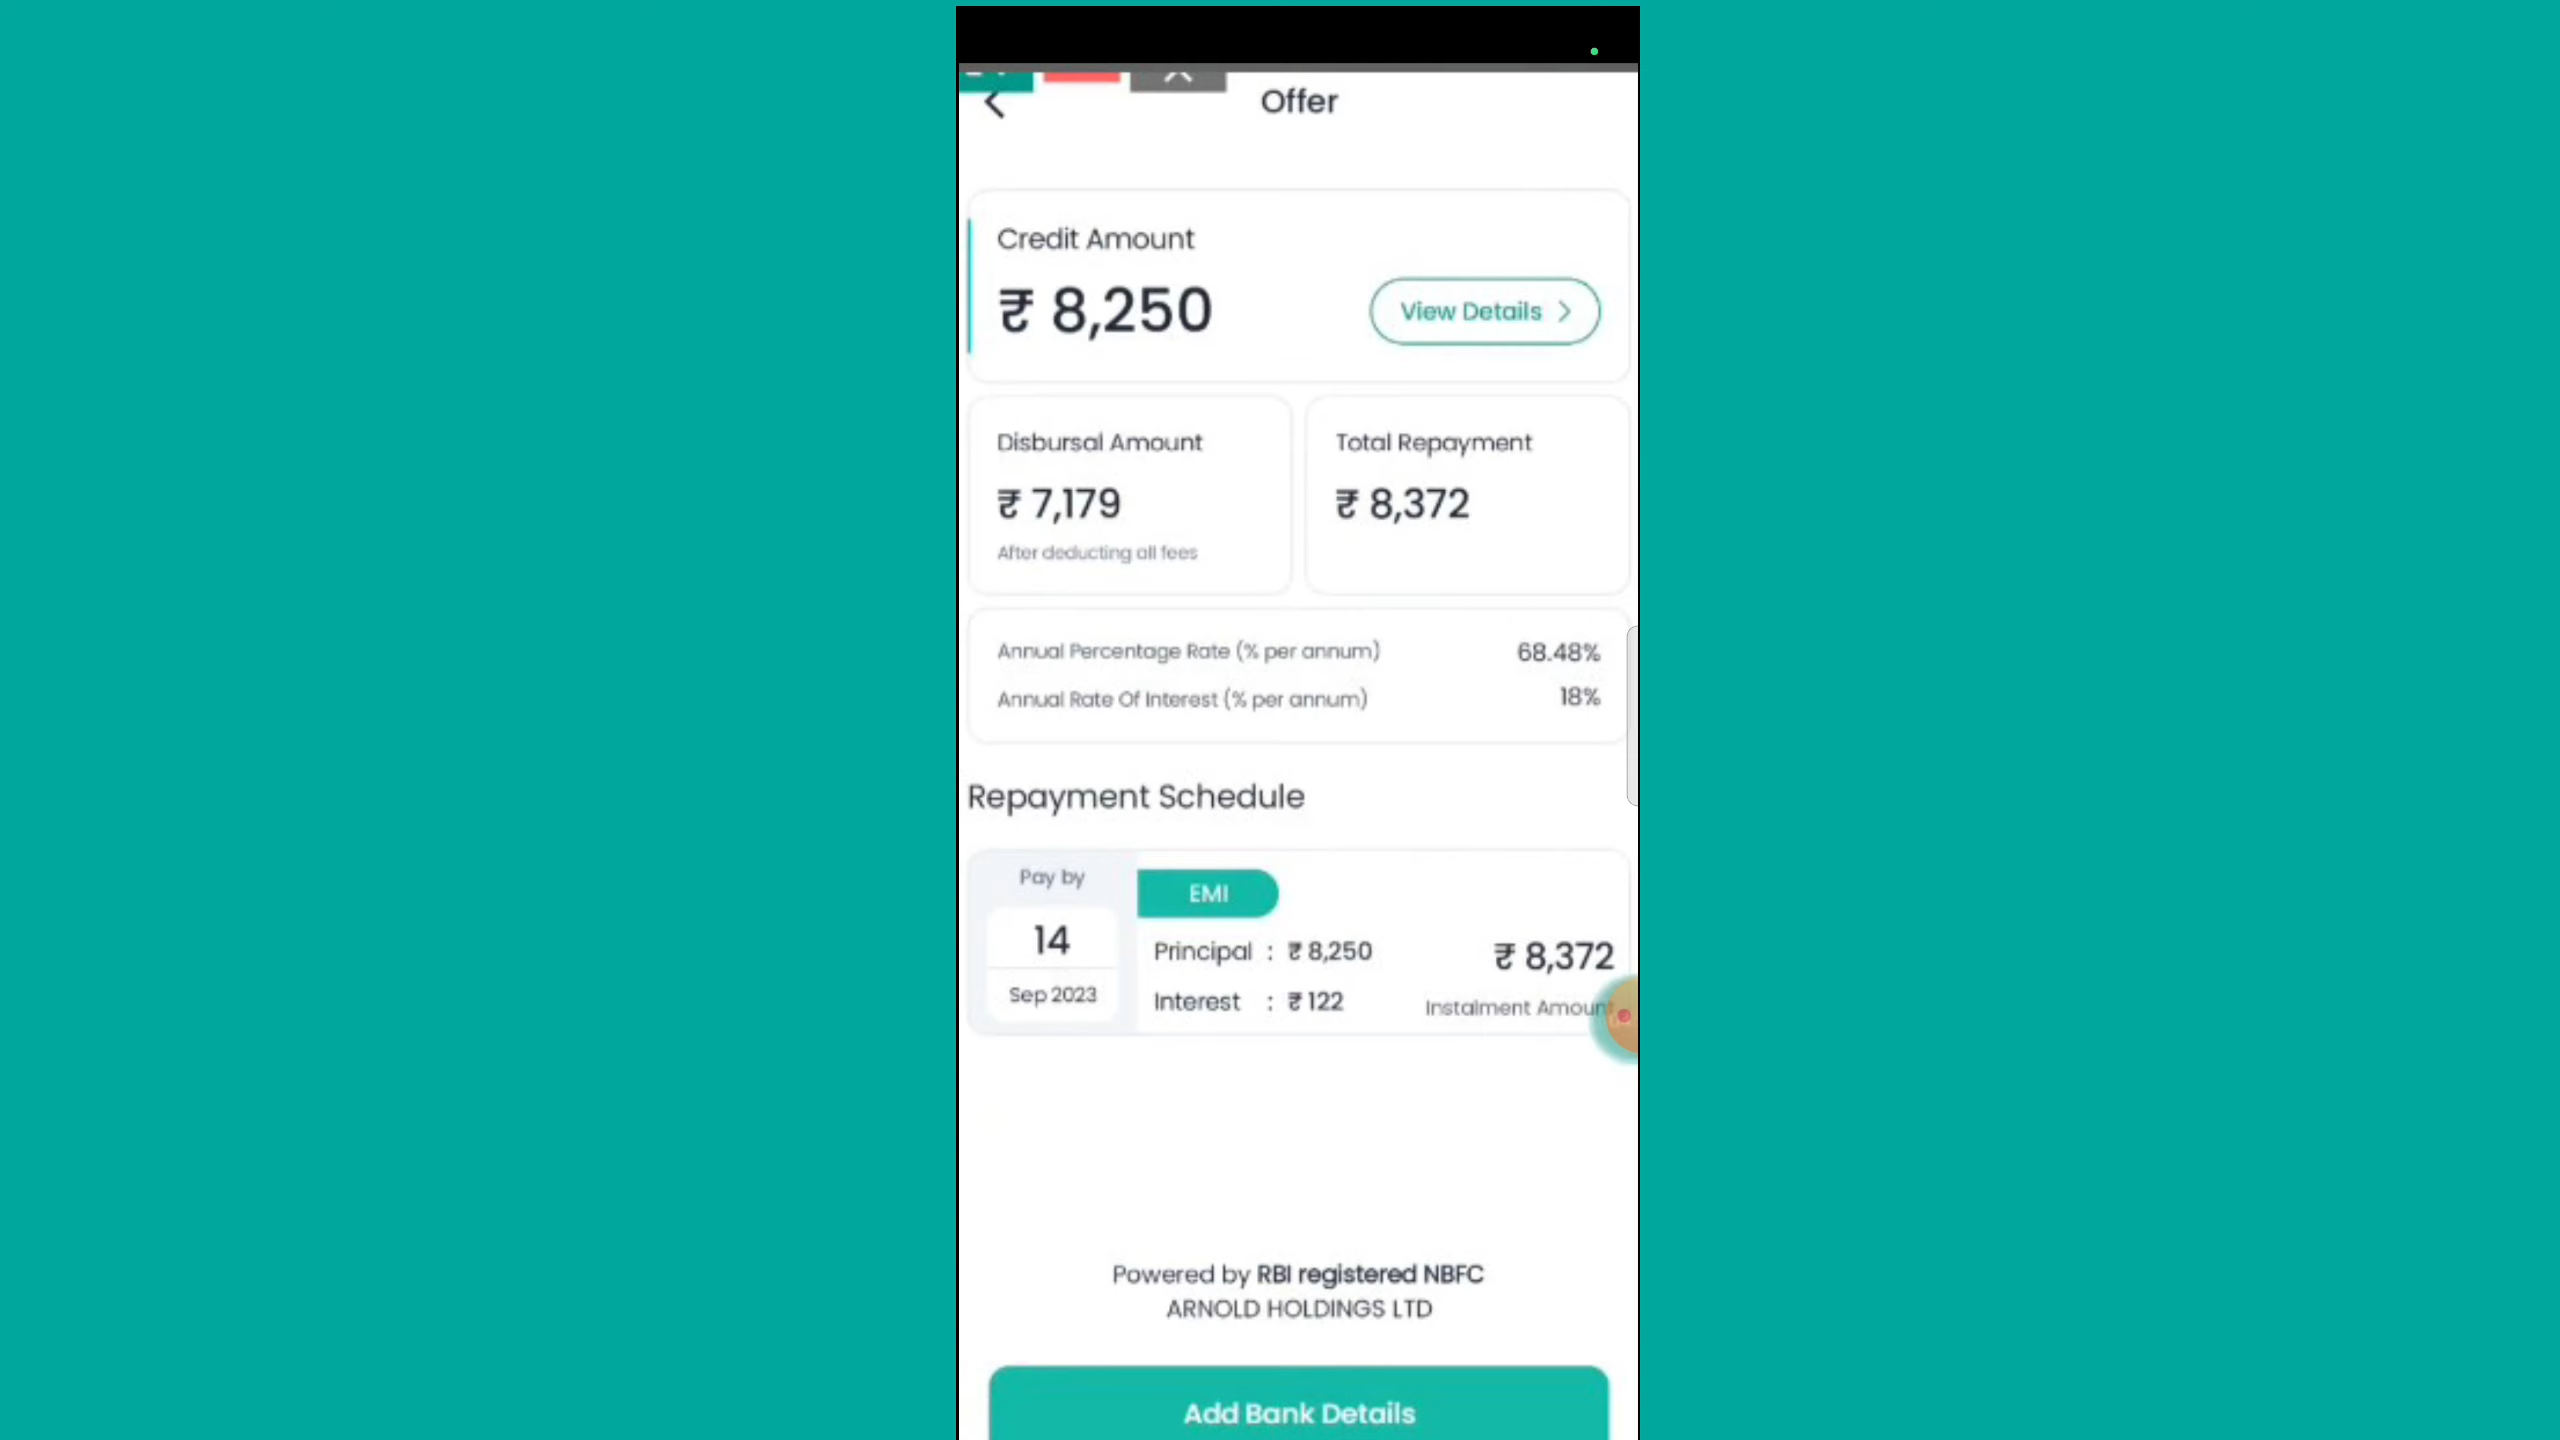 Offer
Credit Amount
₹ 8,250
View Details
Disbursal Amount
₹ 7,179
After deducting all fees
Total Repayment
₹ 8,372
Annual Percentage Rate (% per annum) 68.48%
Annual Rate Of Interest (% per annum) 18%
Repayment Schedule
Pay by
14
Sep 2023
EMI
Principal : ₹ 8,250
Interest : ₹ 122
₹ 8,372
Instalment Amount
Powered by RBI registered NBFC
ARNOLD HOLDINGS LTD
Add Bank Details